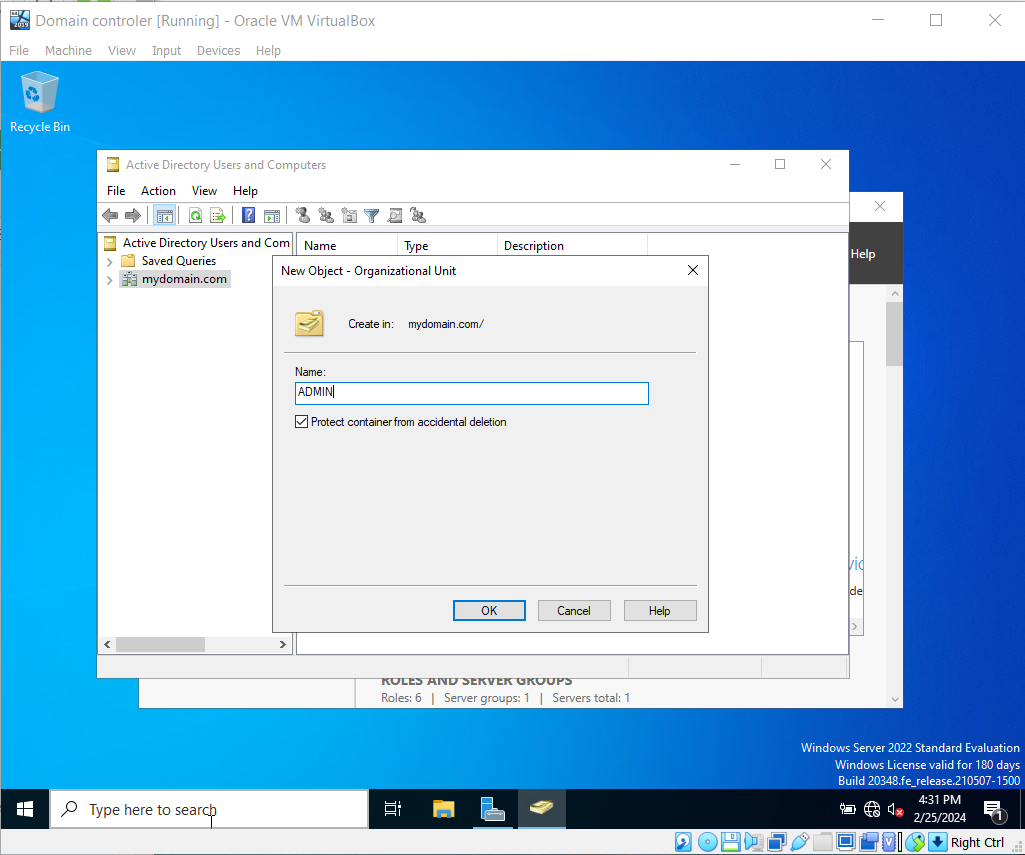 Domain controler [Running] - Oracle VM VirtualBox
File Machine View Input Devices Help
Recycle Bin
Active Directory Users and Computers
File Action View Help
Active Directory Users and Com
Saved Queries
mydomain.com
Name Type Description
Help
New Object - Organizational Unit
Create in: mydomain.com/
Name:
ADMIN
Protect container from accidental deletion
OK Cancel Help
ROLES AND SERVER GROUPS
Roles: 6 | Server groups: 1 | Servers total: 1
Windows Server 2022 Standard Evaluation
Windows License valid for 180 days
Build 20348.fe_release.210507-1500
Type here to search
4:31 PM
2/25/2024
1
Right Ctrl